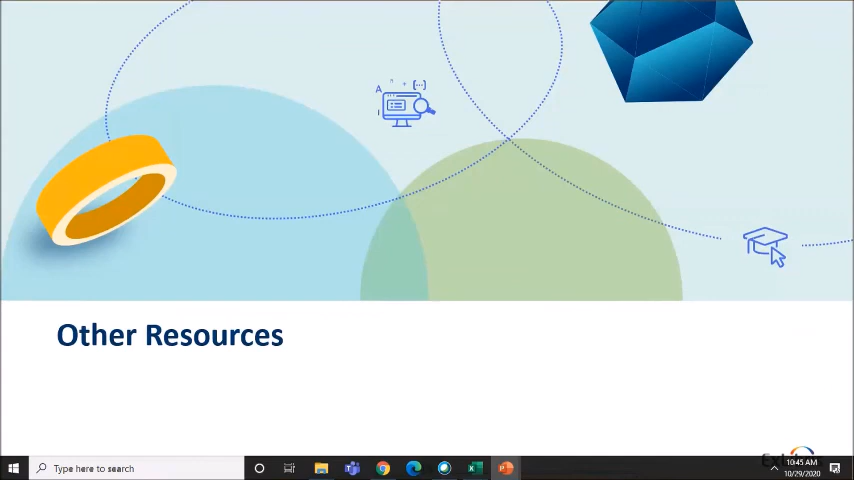 A
{...}
Other Resources
Type here to search
10:45 AM
10/29/2020